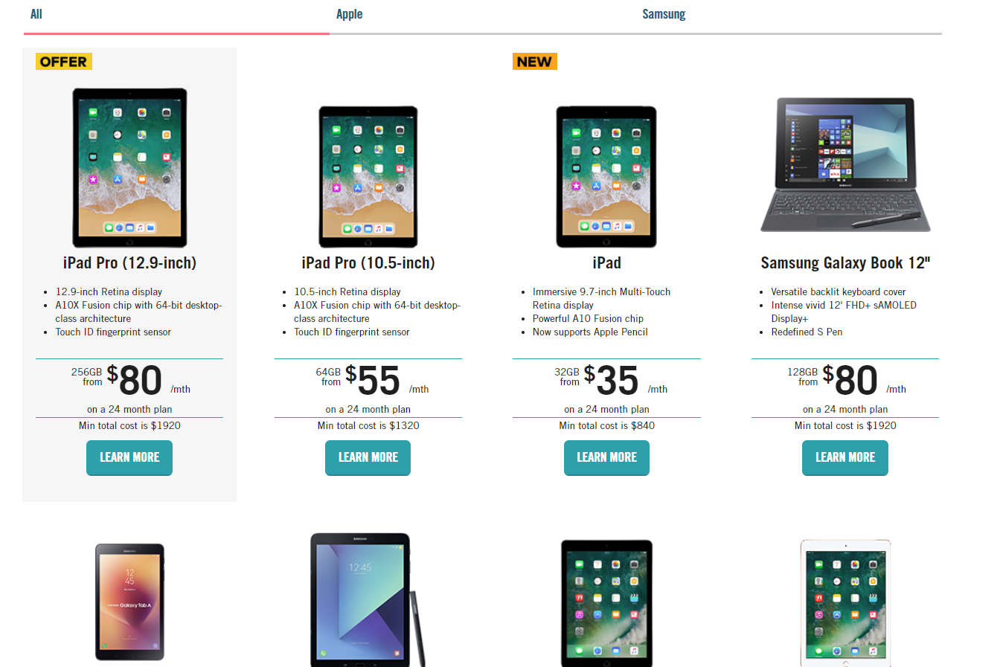 All
Apple
Samsung
OFFER
NEW
iPad Pro (12.9-inch)
12.9-inch Retina display
A10X Fusion chip with 64-bit desktop-
class architecture
Touch ID fingerprint sensor
256GB
from
$80 /mth
on a 24 month plan
Min total cost is $1920
LEARN MORE
iPad Pro (10.5-inch)
10.5-inch Retina display
A10X Fusion chip with 64-bit desktop-
class architecture
Touch ID fingerprint sensor
64GB
from
$55 /mth
on a 24 month plan
Min total cost is $1320
LEARN MORE
iPad
Immersive 9.7-inch Multi-Touch
Retina display
Powerful A10 Fusion chip
Now supports Apple Pencil
32GB
from
$35 /mth
on a 24 month plan
Min total cost is $840
LEARN MORE
SAMSUNG
Samsung Galaxy Book 12"
Versatile backlit keyboard cover
Intense vivid 12' FHD+ sAMOLED
Display+
Redefined S Pen
128GB
from
$80 /mth
on a 24 month plan
Min total cost is $1920
LEARN MORE
SAMSUNG
12
45
Galaxy Tab A
SAMSUNG
12:45